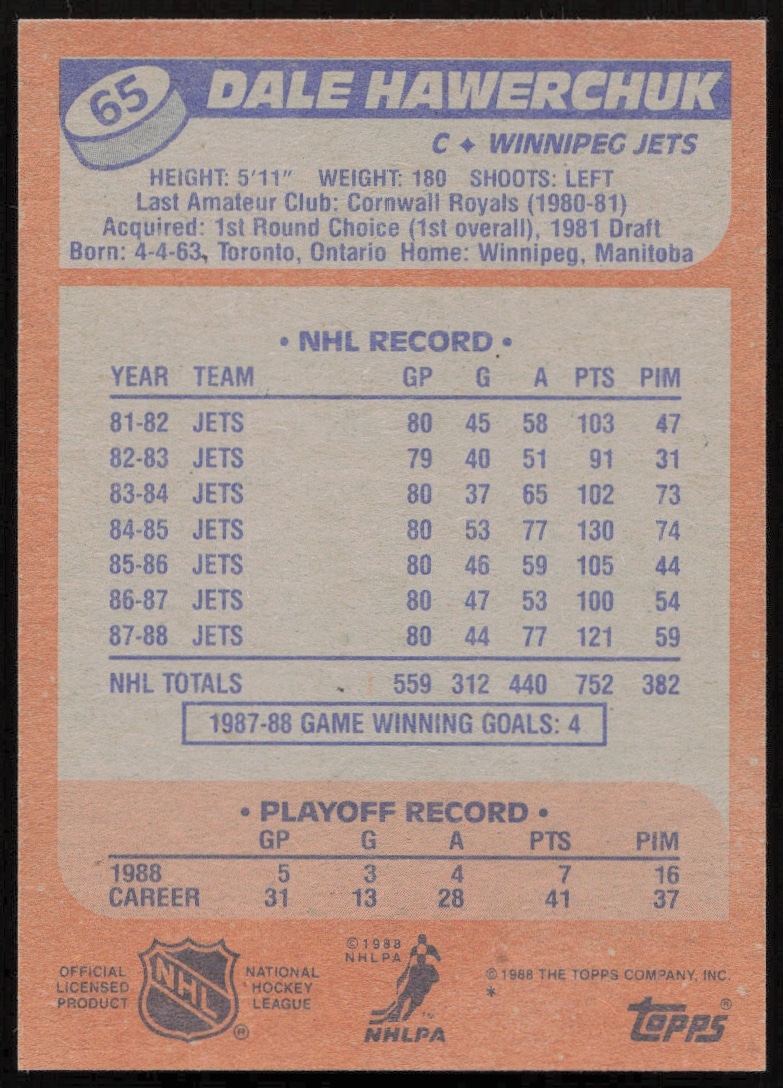 65
DALE HAWERCHUK
C ♦ WINNIPEG JETS
HEIGHT: 5'11" WEIGHT: 180 SHOOTS: LEFT
Last Amateur Club: Cornwall Royals (1980-81)
Acquired: 1st Round Choice (1st overall), 1981 Draft
Born: 4-4-63, Toronto, Ontario Home: Winnipeg, Manitoba
• NHL RECORD •
YEAR TEAM GP G A PTS PIM
81-82 JETS 80 45 58 103 47
82-83 JETS 79 40 51 91 31
83-84 JETS 80 37 65 102 73
84-85 JETS 80 53 77 130 74
85-86 JETS 80 46 59 105 44
86-87 JETS 80 47 53 100 54
87-88 JETS 80 44 77 121 59
NHL TOTALS 559 312 440 752 382
1987-88 GAME WINNING GOALS: 4
• PLAYOFF RECORD •
GP G A PTS PIM
1988 5 3 4 7 16
CAREER 31 13 28 41 37
OFFICIAL
LICENSED
PRODUCT
NHL
®
NATIONAL
HOCKEY
LEAGUE
©1988
NHLPA
™
NHLPA
©1988 THE TOPPS COMPANY, INC.
*
TOPPS®